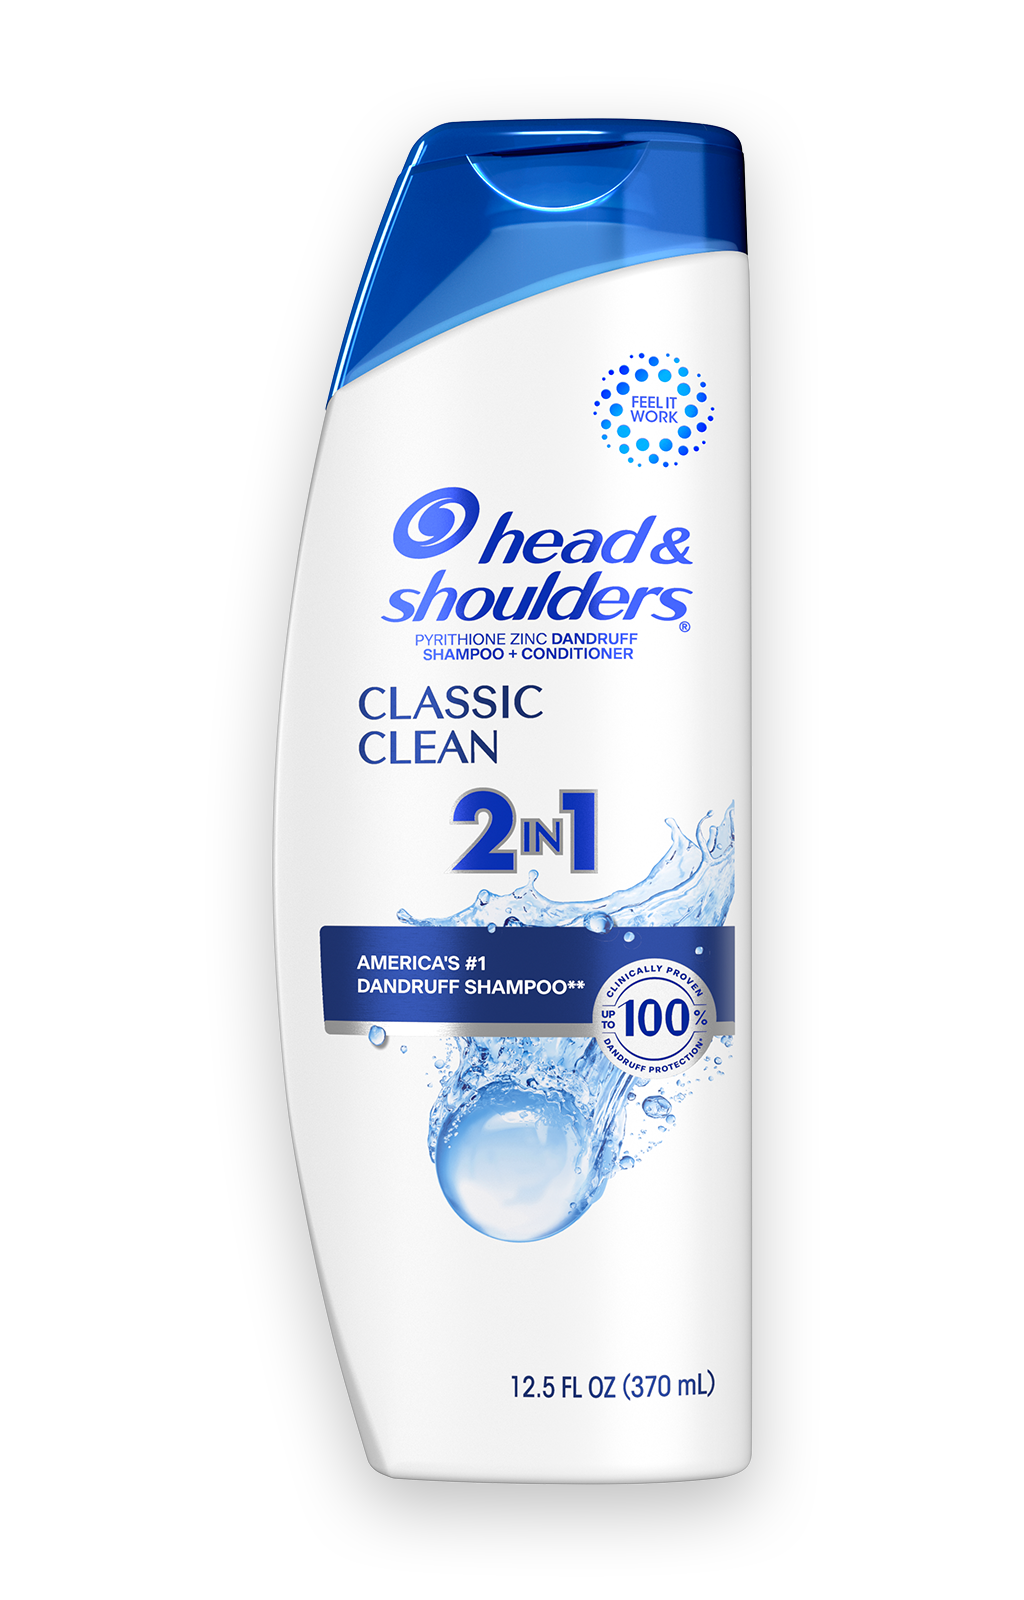 FEEL IT
WORK
head &
shoulders®
PYRITHIONE ZINC DANDRUFF
SHAMPOO + CONDITIONER
CLASSIC
CLEAN
2IN1
AMERICA'S #1
DANDRUFF SHAMPOO**
CLINICALLY PROVEN
UP TO 100%
DANDRUFF PROTECTION*
12.5 FL OZ (370 mL)